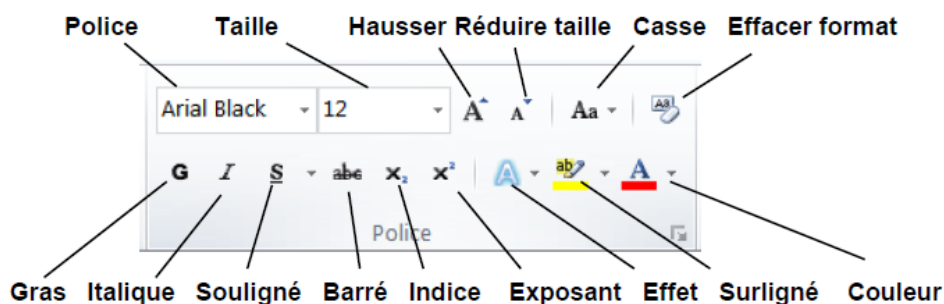 Police Taille Hausser Réduire taille Casse Effacer format
Arial Black 12 A A Aa Aa
G I S abc x₂ x² A ab A
Police
Gras Italique Souligné Barré Indice Exposant Effet Surligné Couleur